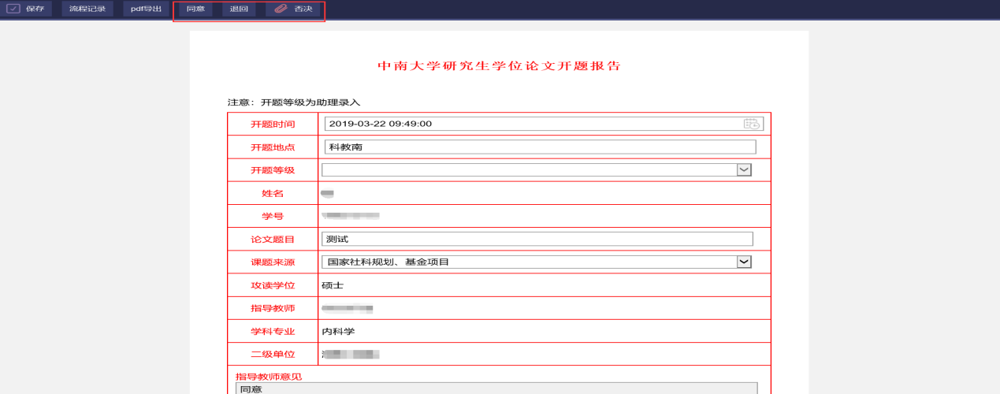 保存 流程记录 pdf导出 同意 退回 否决
中南大学研究生学位论文开题报告
注意：开题等级为助理录入
开题时间 2019-03-22 09:49:00
开题地点 科教南
开题等级
姓名
学号
论文题目 测试
课题来源 国家社科规划、基金项目
攻读学位 硕士
指导教师
学科专业 内科学
二级单位
指导教师意见
同意